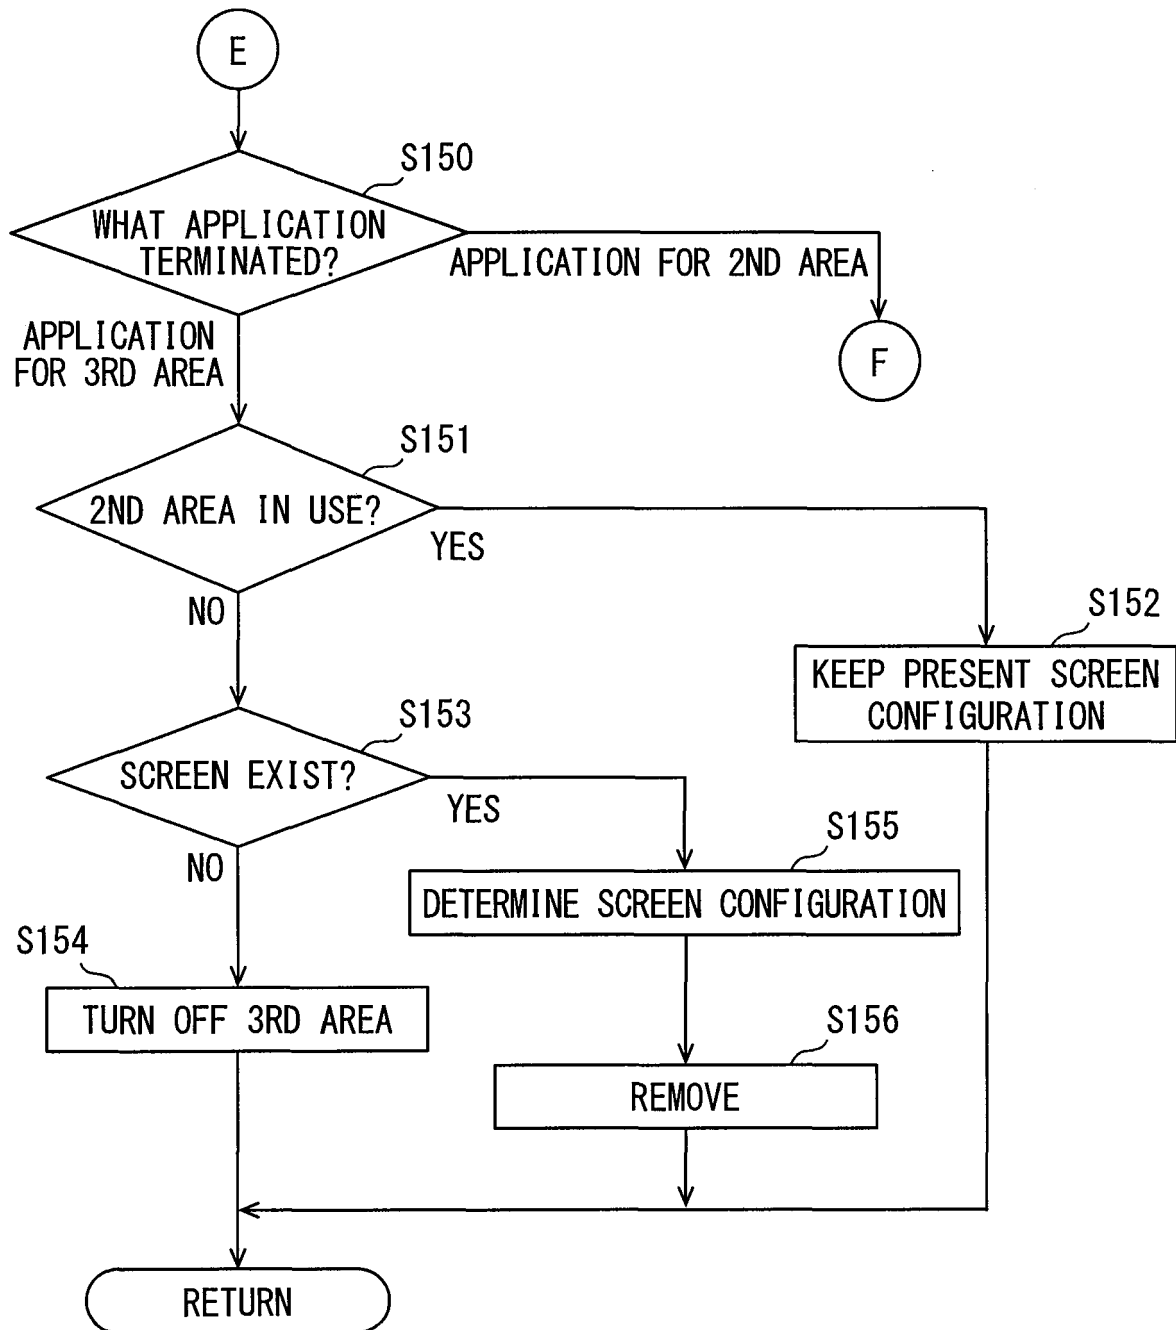 E
S150
WHAT APPLICATION
TERMINATED?
APPLICATION FOR 2ND AREA
F
APPLICATION
FOR 3RD AREA
S151
2ND AREA IN USE?
YES
NO
S152
KEEP PRESENT SCREEN
CONFIGURATION
S153
SCREEN EXIST?
YES
NO
S155
DETERMINE SCREEN CONFIGURATION
S154
TURN OFF 3RD AREA
S156
REMOVE
RETURN